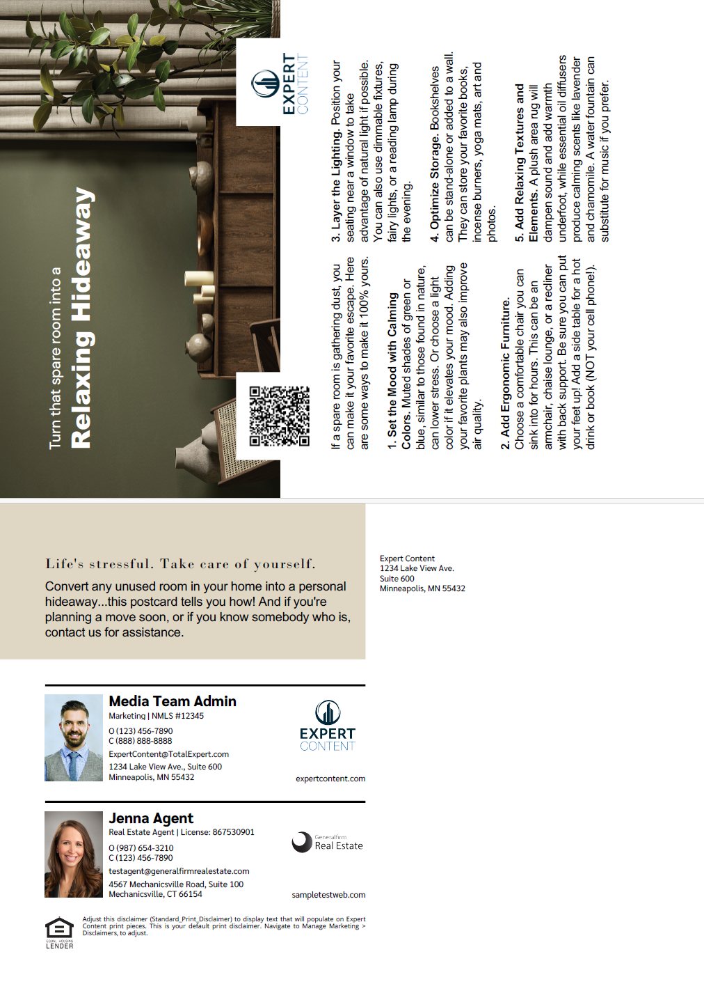 Turn that spare room into a
Relaxing Hideaway
EXPERT
CONTENT
If a spare room is gathering dust, you
can make it your favorite escape. Here
are some ways to make it 100% yours.
1. Set the Mood with Calming
Colors. Muted shades of green or
blue, similar to those found in nature,
can lower stress. Or choose a light
color if it elevates your mood. Adding
your favorite plants may also improve
air quality.
2. Add Ergonomic Furniture.
Choose a comfortable chair you can
sink into for hours. This can be an
armchair, chaise lounge, or a recliner
with back support. Be sure you can put
your feet up! Add a side table for a hot
drink or book (NOT your cell phone!).
3. Layer the Lighting. Position your
seating near a window to take
advantage of natural light if possible.
You can also use dimmable fixtures,
fairy lights, or a reading lamp during
the evening.
4. Optimize Storage. Bookshelves
can be stand-alone or added to a wall.
They can store your favorite books,
incense burners, yoga mats, art and
photos.
5. Add Relaxing Textures and
Elements. A plush area rug will
dampen sound and add warmth
underfoot, while essential oil diffusers
produce calming scents like lavender
and chamomile. A water fountain can
substitute for music if you prefer.
Life's stressful. Take care of yourself.
Convert any unused room in your home into a personal
hideaway...this postcard tells you how! And if you're
planning a move soon, or if you know somebody who is,
contact us for assistance.
Expert Content
1234 Lake View Ave.
Suite 600
Minneapolis, MN 55432
Media Team Admin
Marketing | NMLS #12345
O (123) 456-7890
C (888) 888-8888
ExpertContent@TotalExpert.com
1234 Lake View Ave., Suite 600
Minneapolis, MN 55432
EXPERT
CONTENT
expertcontent.com
Jenna Agent
Real Estate Agent | License: 867530901
O (987) 654-3210
C (123) 456-7890
testagent@generalfirmrealestate.com
4567 Mechanicsville Road, Suite 100
Mechanicsville, CT 66154
Generalfirm
Real Estate
sampletestweb.com
EQUAL HOUSING
LENDER
Adjust this disclaimer (Standard_Print_Disclaimer) to display text that will populate on Expert
Content print pieces. This is your default print disclaimer. Navigate to Manage Marketing >
Disclaimers, to adjust.